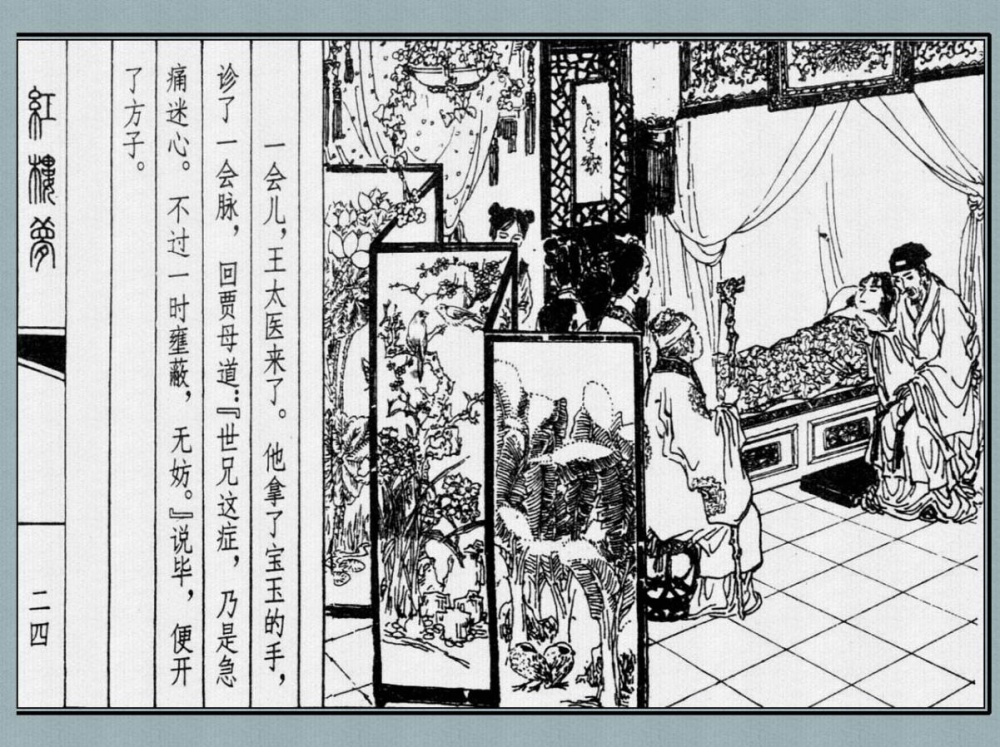 一会儿，王太医来了。他拿了宝玉的手，
诊了一会脉，回贾母道：『世兄这症，乃是急
痛迷心。不过一时壅蔽，无妨。』说毕，便开
了方子。
紅樓夢
二四